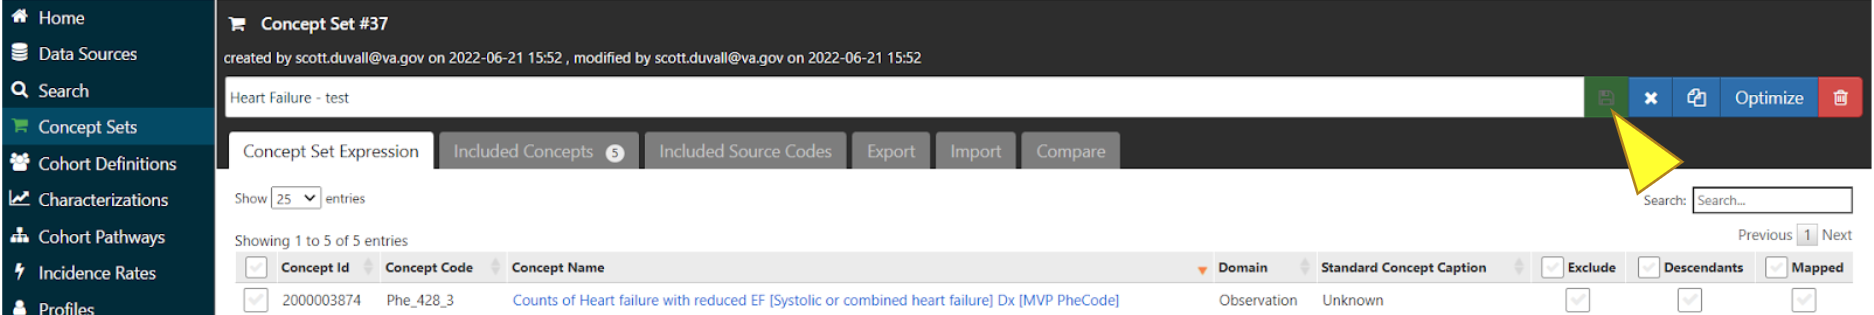 Home
Data Sources
Search
Concept Sets
Cohort Definitions
Characterizations
Cohort Pathways
Incidence Rates
Profiles
Concept Set #37
created by scott.duvall@va.gov on 2022-06-21 15:52 , modified by scott.duvall@va.gov on 2022-06-21 15:52
Heart Failure - test
Optimize
Concept Set Expression Included Concepts 5 Included Source Codes Export Import Compare
Show 25 entries
Search: Search...
Showing 1 to 5 of 5 entries
Previous 1 Next
Concept Id Concept Code Concept Name Domain Standard Concept Caption Exclude Descendants Mapped
2000003874 Phe_428_3 Counts of Heart failure with reduced EF [Systolic or combined heart failure] Dx [MVP PheCode] Observation Unknown